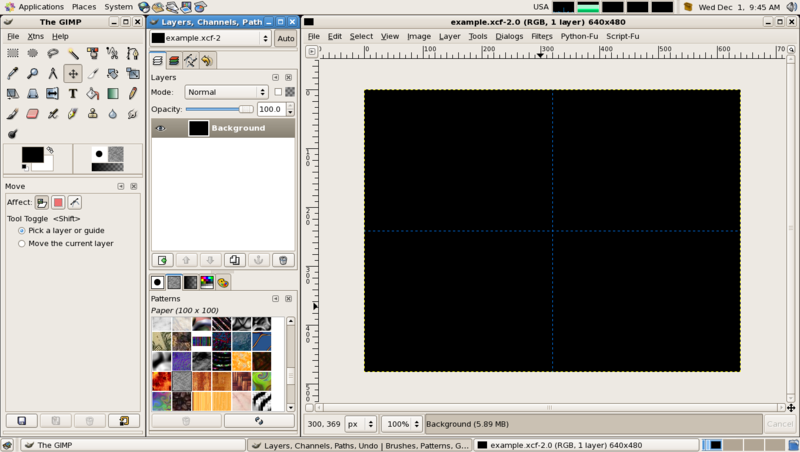 Applications Places System
USA
Wed Dec 1, 9:45 AM
The GIMP
File Xtns Help
Move
Affect:
Tool Toggle <Shift>
Pick a layer or guide
Move the current layer
Layers, Channels, Path
example.xcf-2
Auto
Layers
Mode: Normal
Opacity: 100.0
Background
Patterns
Paper (100 x 100)
example.xcf-2.0 (RGB, 1 layer) 640x480
File Edit Select View Image Layer Tools Dialogs Filters Python-Fu Script-Fu
0 100 200 300 400 500 600 700
0
100
200
300
400
500
300, 369 px 100% Background (5.89 MB) Cancel
The GIMP
Layers, Channels, Paths, Undo | Brushes, Patterns, G...
example.xcf-2.0 (RGB, 1 layer) 640x480